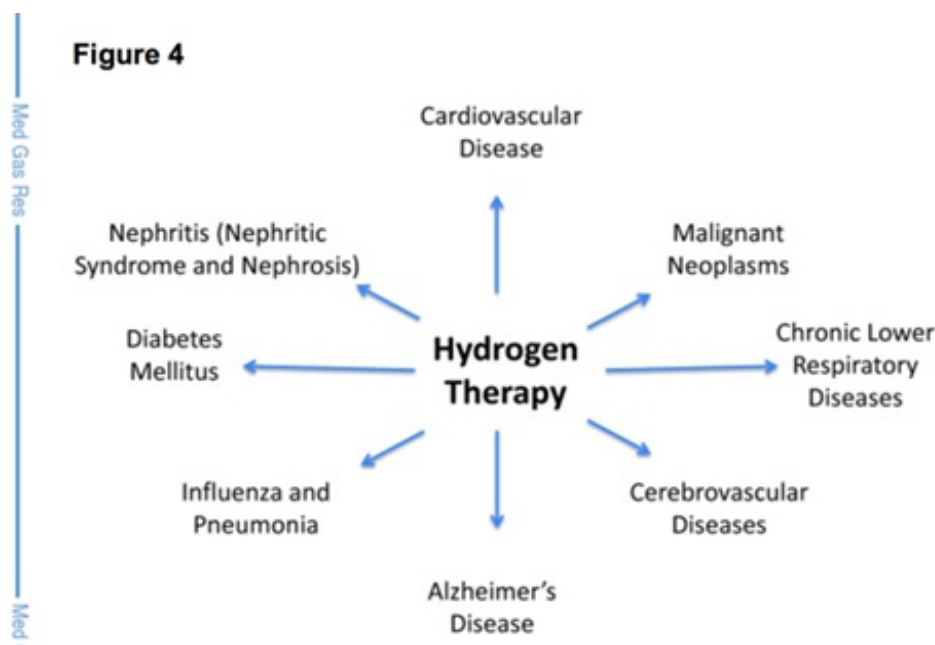 Figure 4
Med Gas Res
Cardiovascular
Disease
Nephritis (Nephritic
Syndrome and Nephrosis)
Malignant
Neoplasms
Diabetes
Mellitus
Hydrogen
Therapy
Chronic Lower
Respiratory
Diseases
Influenza and
Pneumonia
Cerebrovascular
Diseases
Alzheimer's
Disease
Med